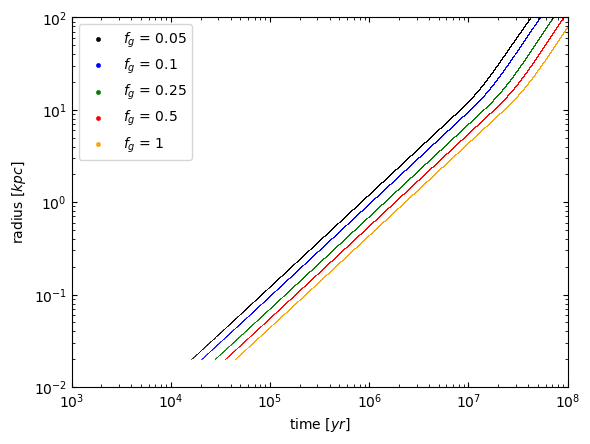 10²
10¹
10⁰
10⁻¹
10⁻²
radius [kpc]
f_g = 0.05
f_g = 0.1
f_g = 0.25
f_g = 0.5
f_g = 1
10³ 10⁴ 10⁵ 10⁶ 10⁷ 10⁸
time [yr]